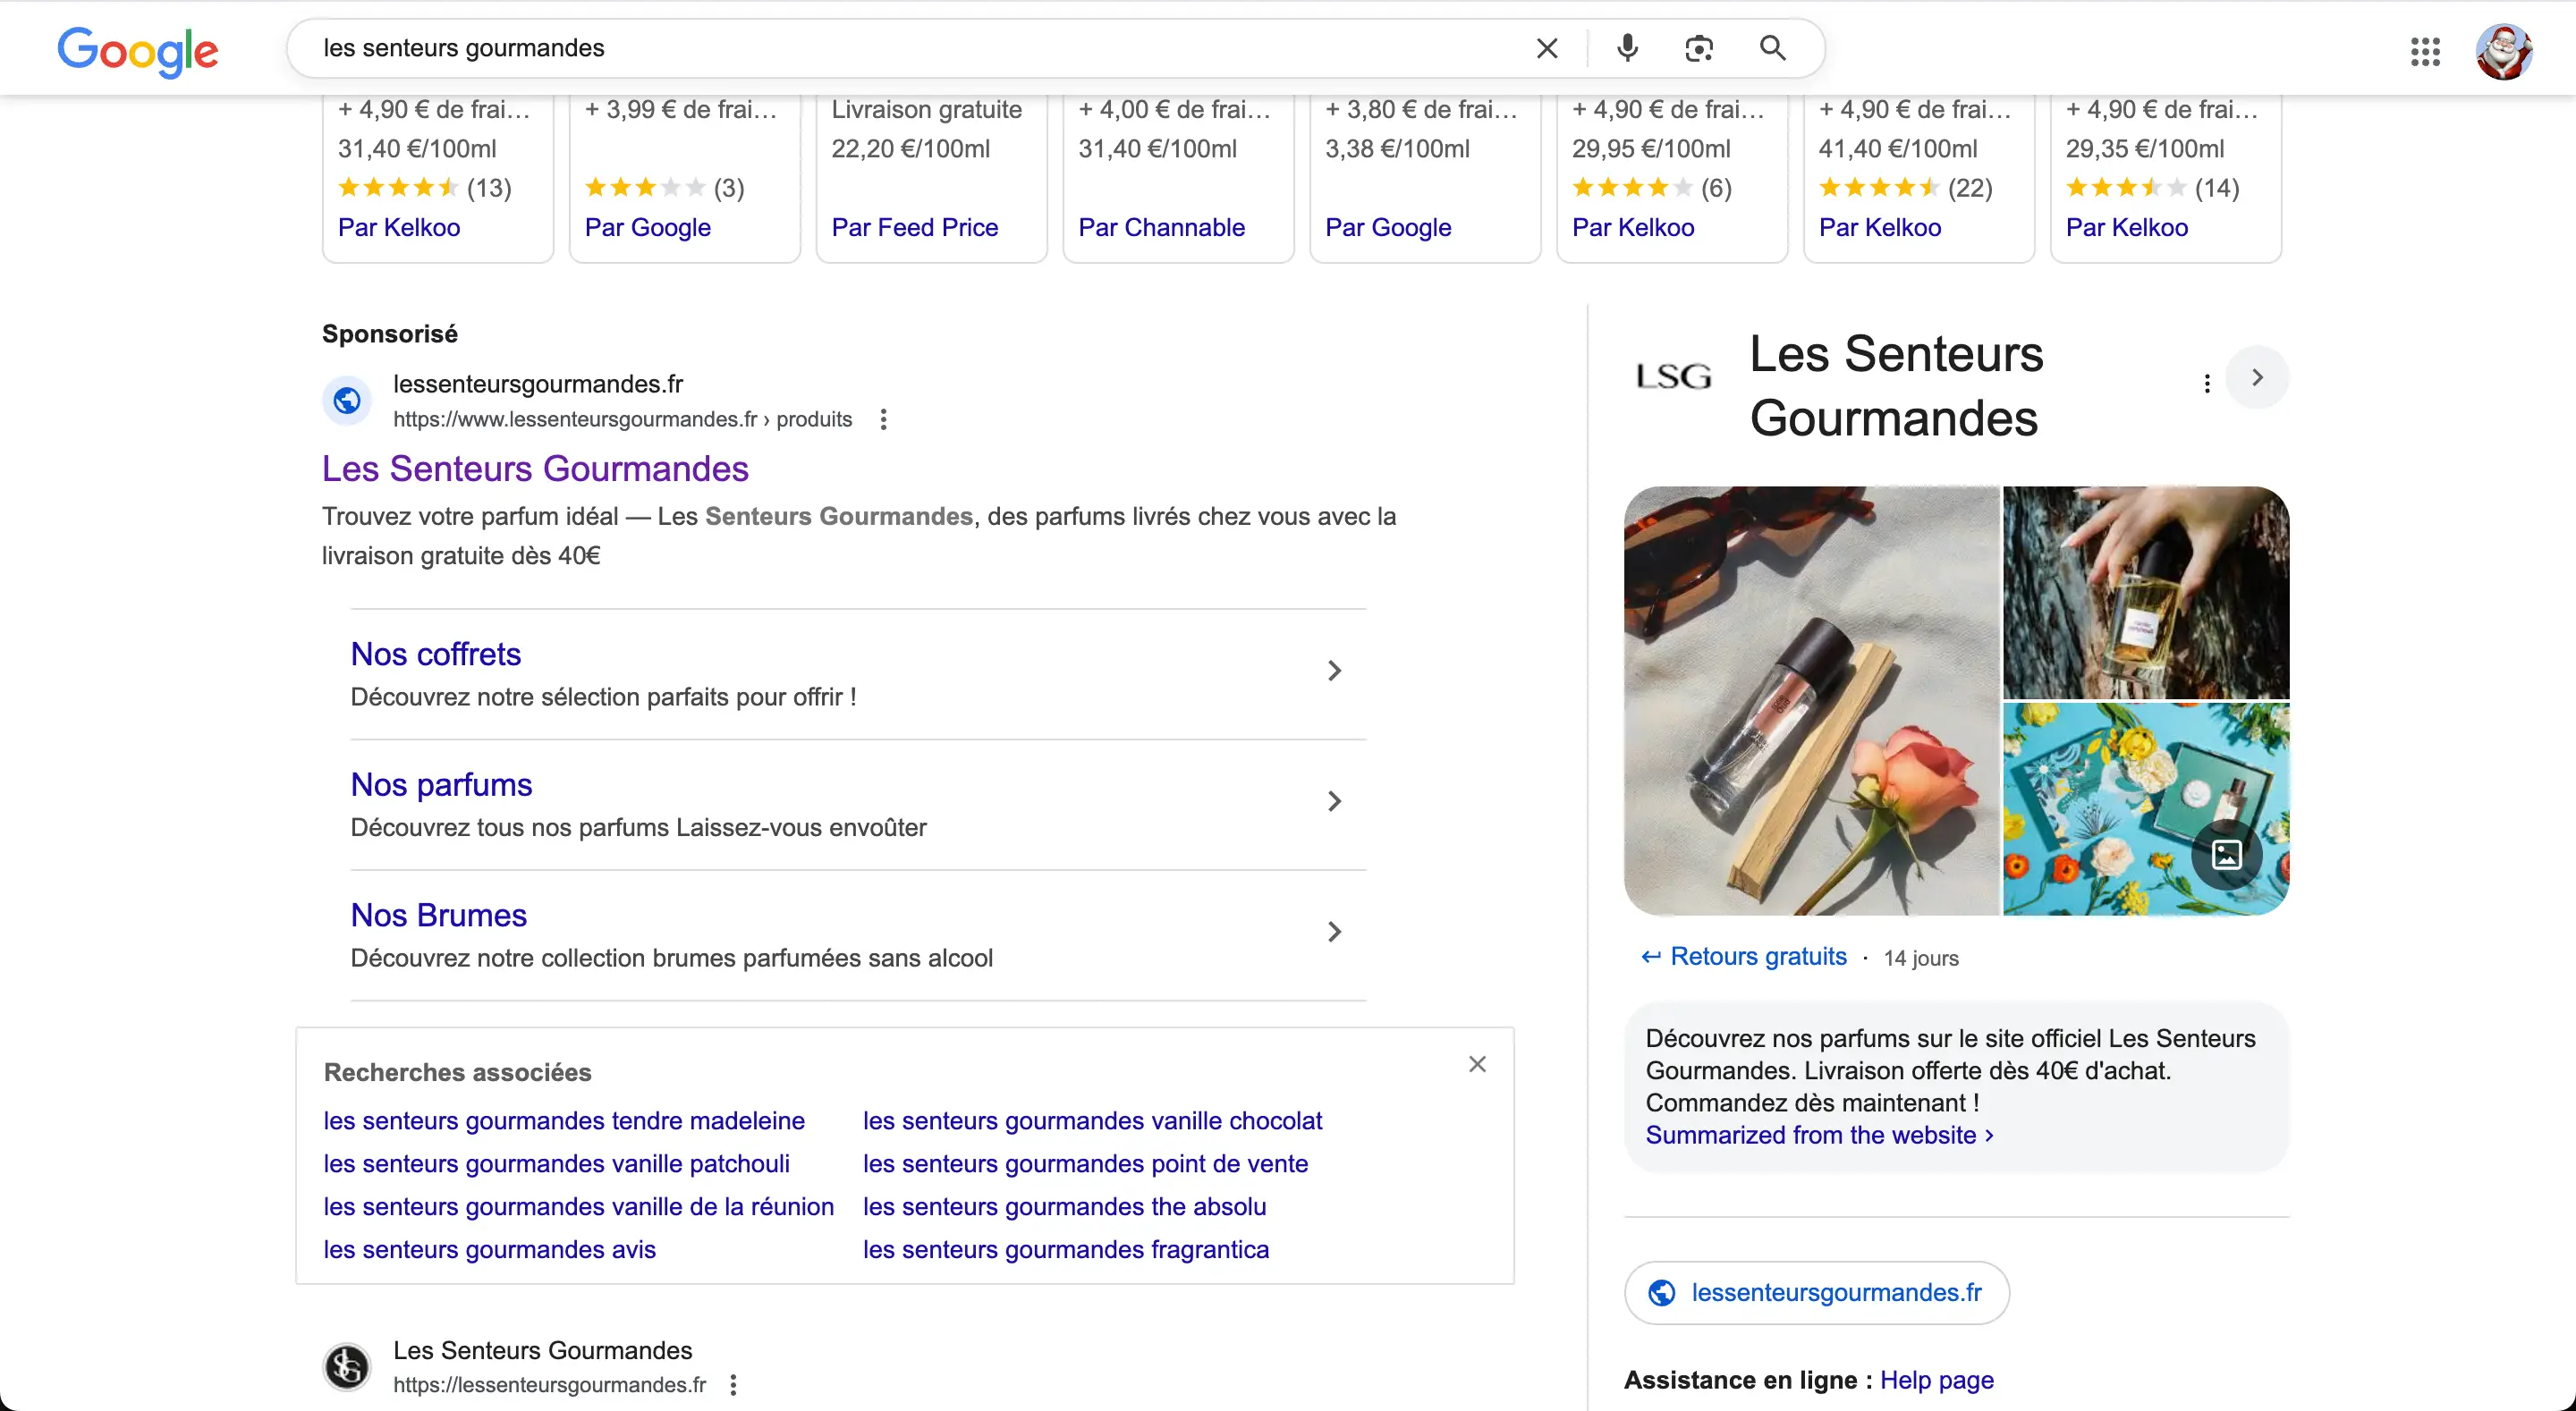 Google
les senteurs gourmandes
+ 4,90 € de frai...
31,40 €/100ml
(13)
Par Kelkoo
+ 3,99 € de frai...
(3)
Par Google
Livraison gratuite
22,20 €/100ml
Par Feed Price
+ 4,00 € de frai...
31,40 €/100ml
Par Channable
+ 3,80 € de frai...
3,38 €/100ml
Par Google
+ 4,90 € de frai...
29,95 €/100ml
(6)
Par Kelkoo
+ 4,90 € de frai...
41,40 €/100ml
(22)
Par Kelkoo
+ 4,90 € de frai...
29,35 €/100ml
(14)
Par Kelkoo
Sponsorisé
lessenteursgourmandes.fr
https://www.lessenteursgourmandes.fr › produits
Les Senteurs Gourmandes
Trouvez votre parfum idéal — Les Senteurs Gourmandes, des parfums livrés chez vous avec la
livraison gratuite dès 40€
Nos coffrets
Découvrez notre sélection parfaits pour offrir !
Nos parfums
Découvrez tous nos parfums Laissez-vous envoûter
Nos Brumes
Découvrez notre collection brumes parfumées sans alcool
Recherches associées
les senteurs gourmandes tendre madeleine
les senteurs gourmandes vanille patchouli
les senteurs gourmandes vanille de la réunion
les senteurs gourmandes avis
les senteurs gourmandes vanille chocolat
les senteurs gourmandes point de vente
les senteurs gourmandes the absolu
les senteurs gourmandes fragrantica
Les Senteurs Gourmandes
https://lessenteursgourmandes.fr
LSG
Les Senteurs
Gourmandes
Retours gratuits · 14 jours
Découvrez nos parfums sur le site officiel Les Senteurs
Gourmandes. Livraison offerte dès 40€ d'achat.
Commandez dès maintenant !
Summarized from the website ›
lessenteursgourmandes.fr
Assistance en ligne : Help page